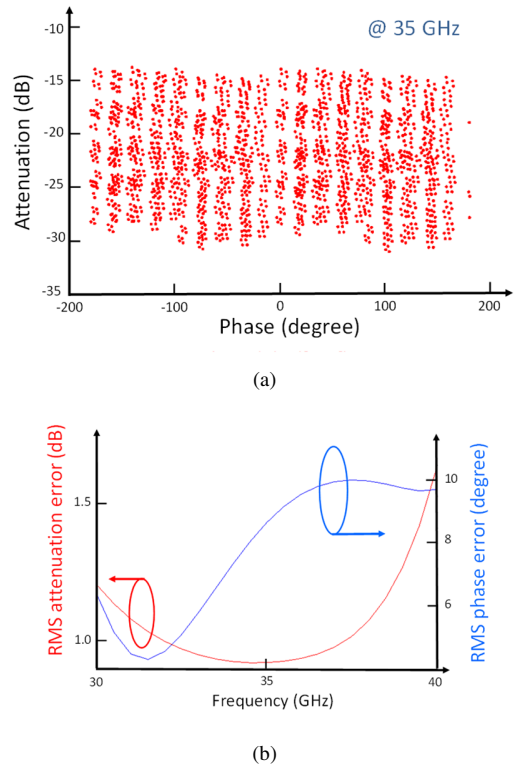 @ 35 GHz
Attenuation (dB)
-10
-15
-20
-25
-30
-35
-200
-100
0
100
200
Phase (degree)
(a)
RMS attenuation error (dB)
1.5
1.0
RMS phase error (degree)
10
8
6
30
35
40
Frequency (GHz)
(b)